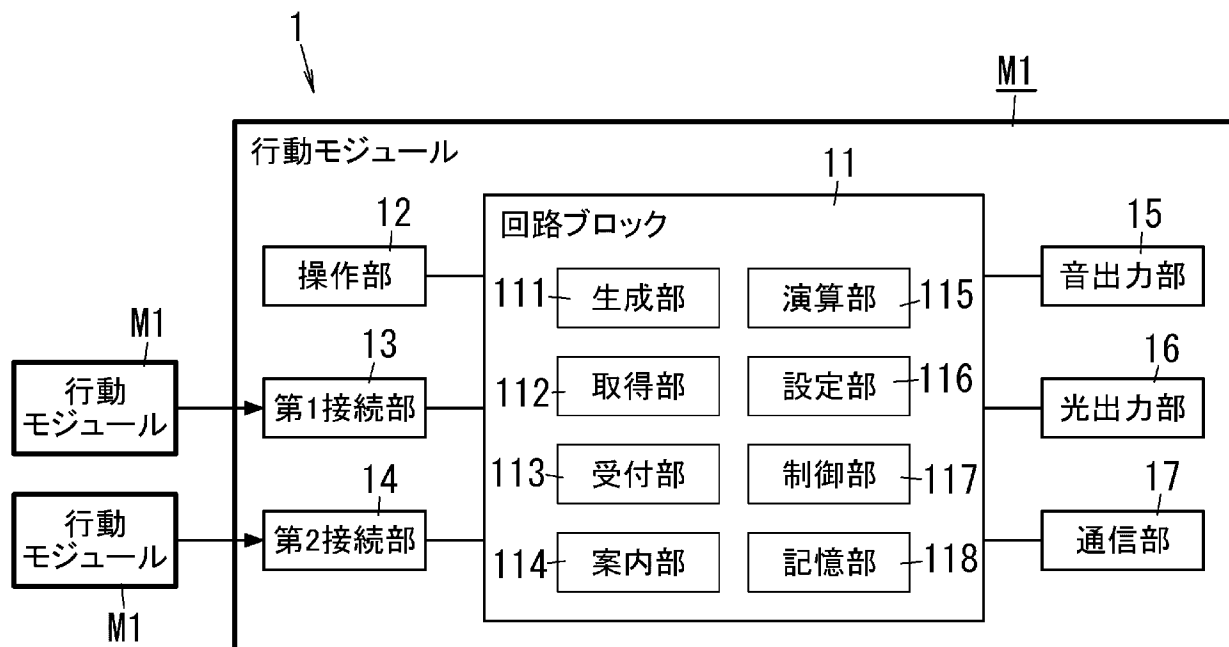 1
M1
行動モジュール
11
回路ブロック
12
操作部
15
音出力部
111
生成部
演算部
115
M1
行動
モジュール
13
第1接続部
112
取得部
設定部
116
16
光出力部
113
受付部
制御部
117
行動
モジュール
M1
14
第2接続部
114
案内部
記憶部
118
17
通信部